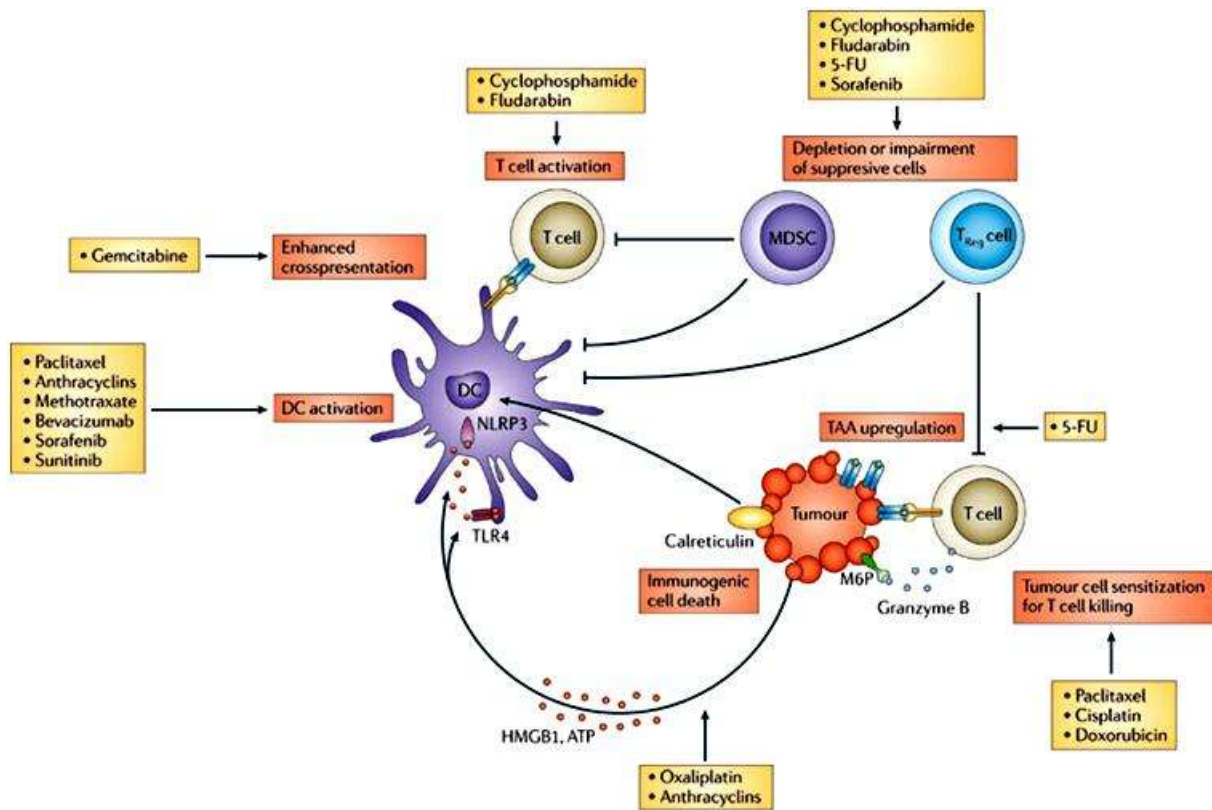 • Cyclophosphamide
• Fludarabin
• 5-FU
• Sorafenib
• Cyclophosphamide
• Fludarabin
T cell activation
Depletion or impairment
of suppresive cells
T cell
MDSC
TReg cell
• Gemcitabine
Enhanced
crosspresentation
• Paclitaxel
• Anthracyclins
• Methotraxate
• Bevacizumab
• Sorafenib
• Sunitinib
DC activation
DC
NLRP3
TLR4
TAA upregulation
• 5-FU
Tumour
T cell
Calreticulin
M6P
Granzyme B
Immunogenic
cell death
Tumour cell sensitization
for T cell killing
• Paclitaxel
• Cisplatin
• Doxorubicin
HMGB1, ATP
• Oxaliplatin
• Anthracyclins